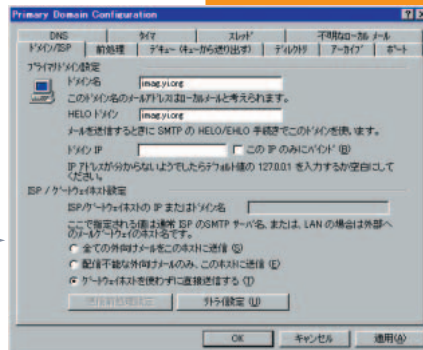 Primary Domain Configuration
DNS タイマ スレッド 不明なローカル メール
ドメイン/ISP 前処理 デキュー (キューから送り出す) ディレクトリ アーカイブ ポート
プライマリドメイン設定
ドメイン名 imag.yi.org
このドメイン名のメールアドレスはローカルメールと考えられます。
HELO ドメイン imag.yi.org
メールを送信するときに SMTP の HELO/EHLO 手続きでこのドメインを使います。
ドメイン IP この IP のみにバインド (B)
IP アドレスが分からないようでしたらデフォルト値の 127.0.0.1 を入力するか空白にして
ください。
ISP / ゲートウェイホスト設定
ISP/ゲートウェイホストの IP またはドメイン名
ここで指定される値は通常 ISP のSMTP サーバ名、または、LAN の場合は外部へ
のメールゲートウェイのホスト名です。
全ての外向けメールをこのホストに送信 (S)
配信不能な外向けメールのみ、このホストに送信 (E)
ゲートウェイホストを使わずに直接送信する (T)
リトライ設定 (U)
OK キャンセル 適用(A)